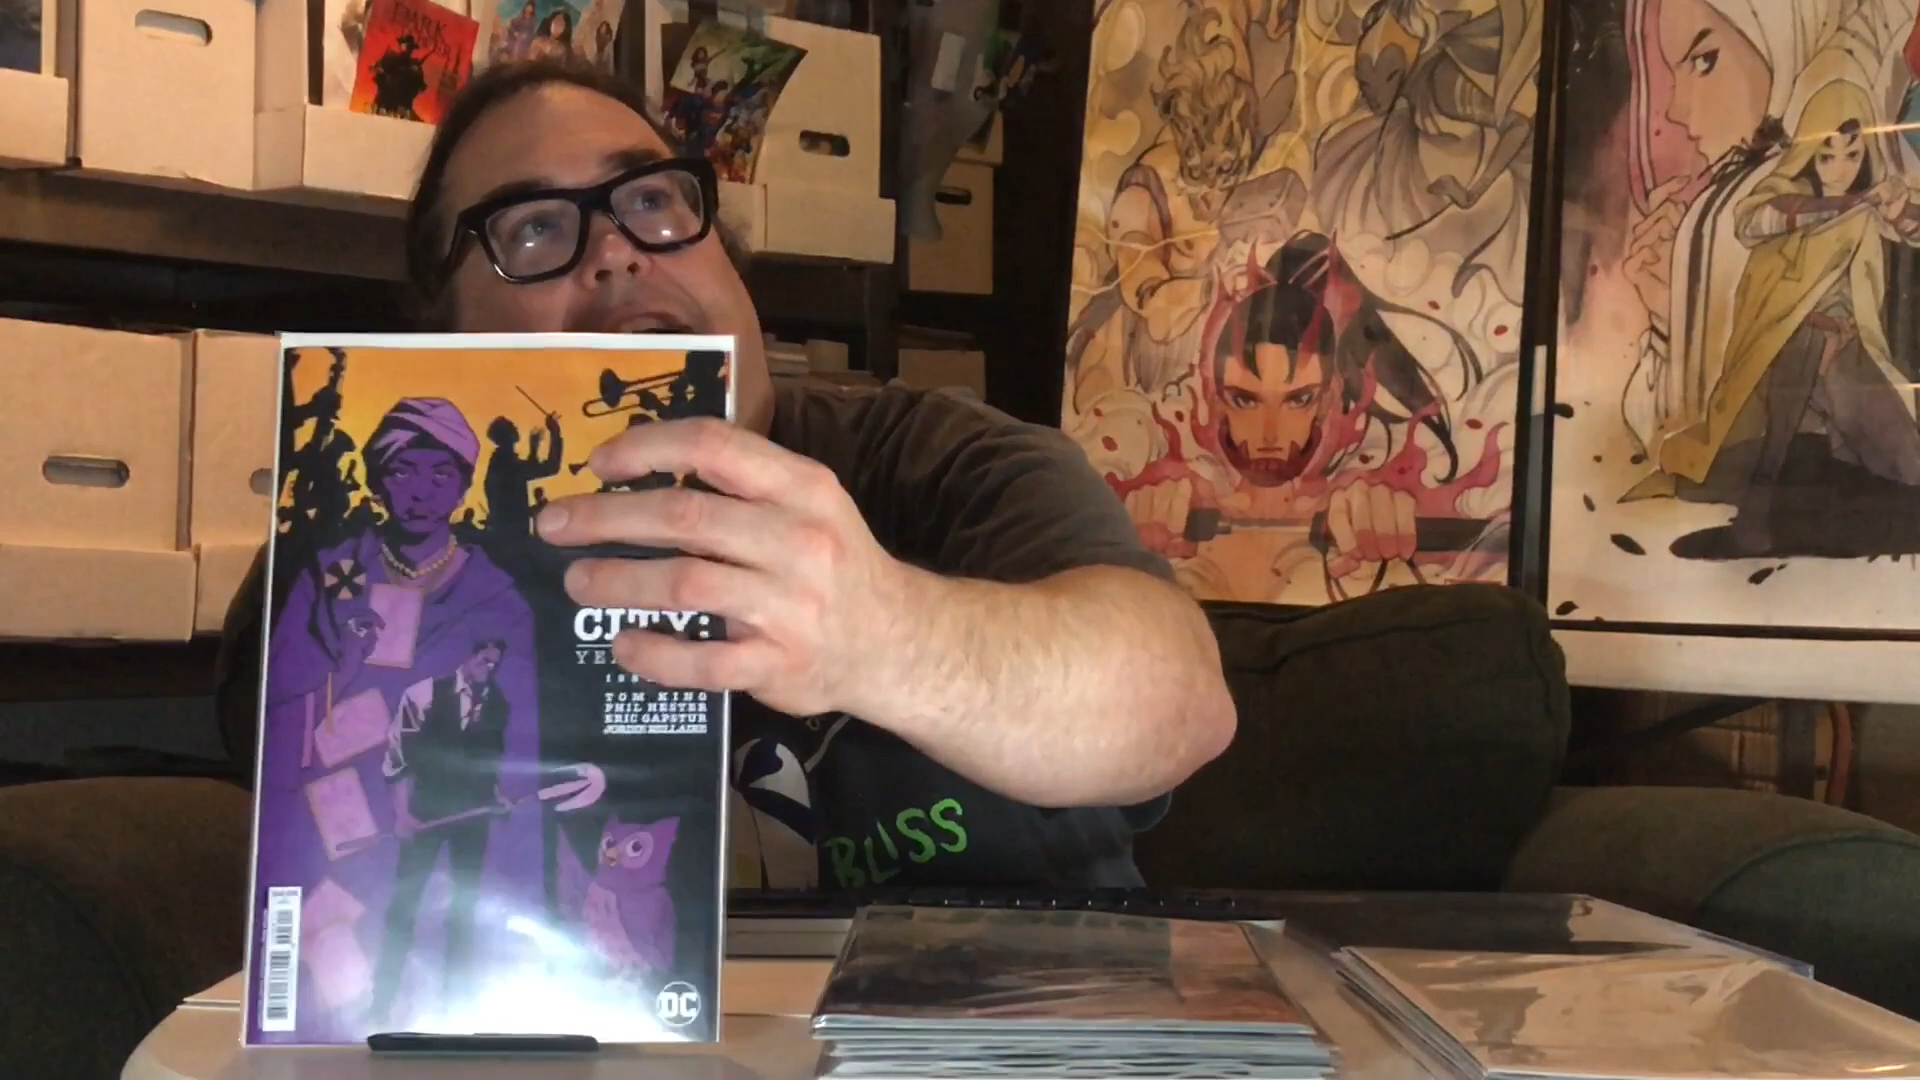 DARK
CITY:
TOM KING
PHIL HESTER
ERIC GAPSTUR
JORDIE BELLAIRE
DC
BLISS